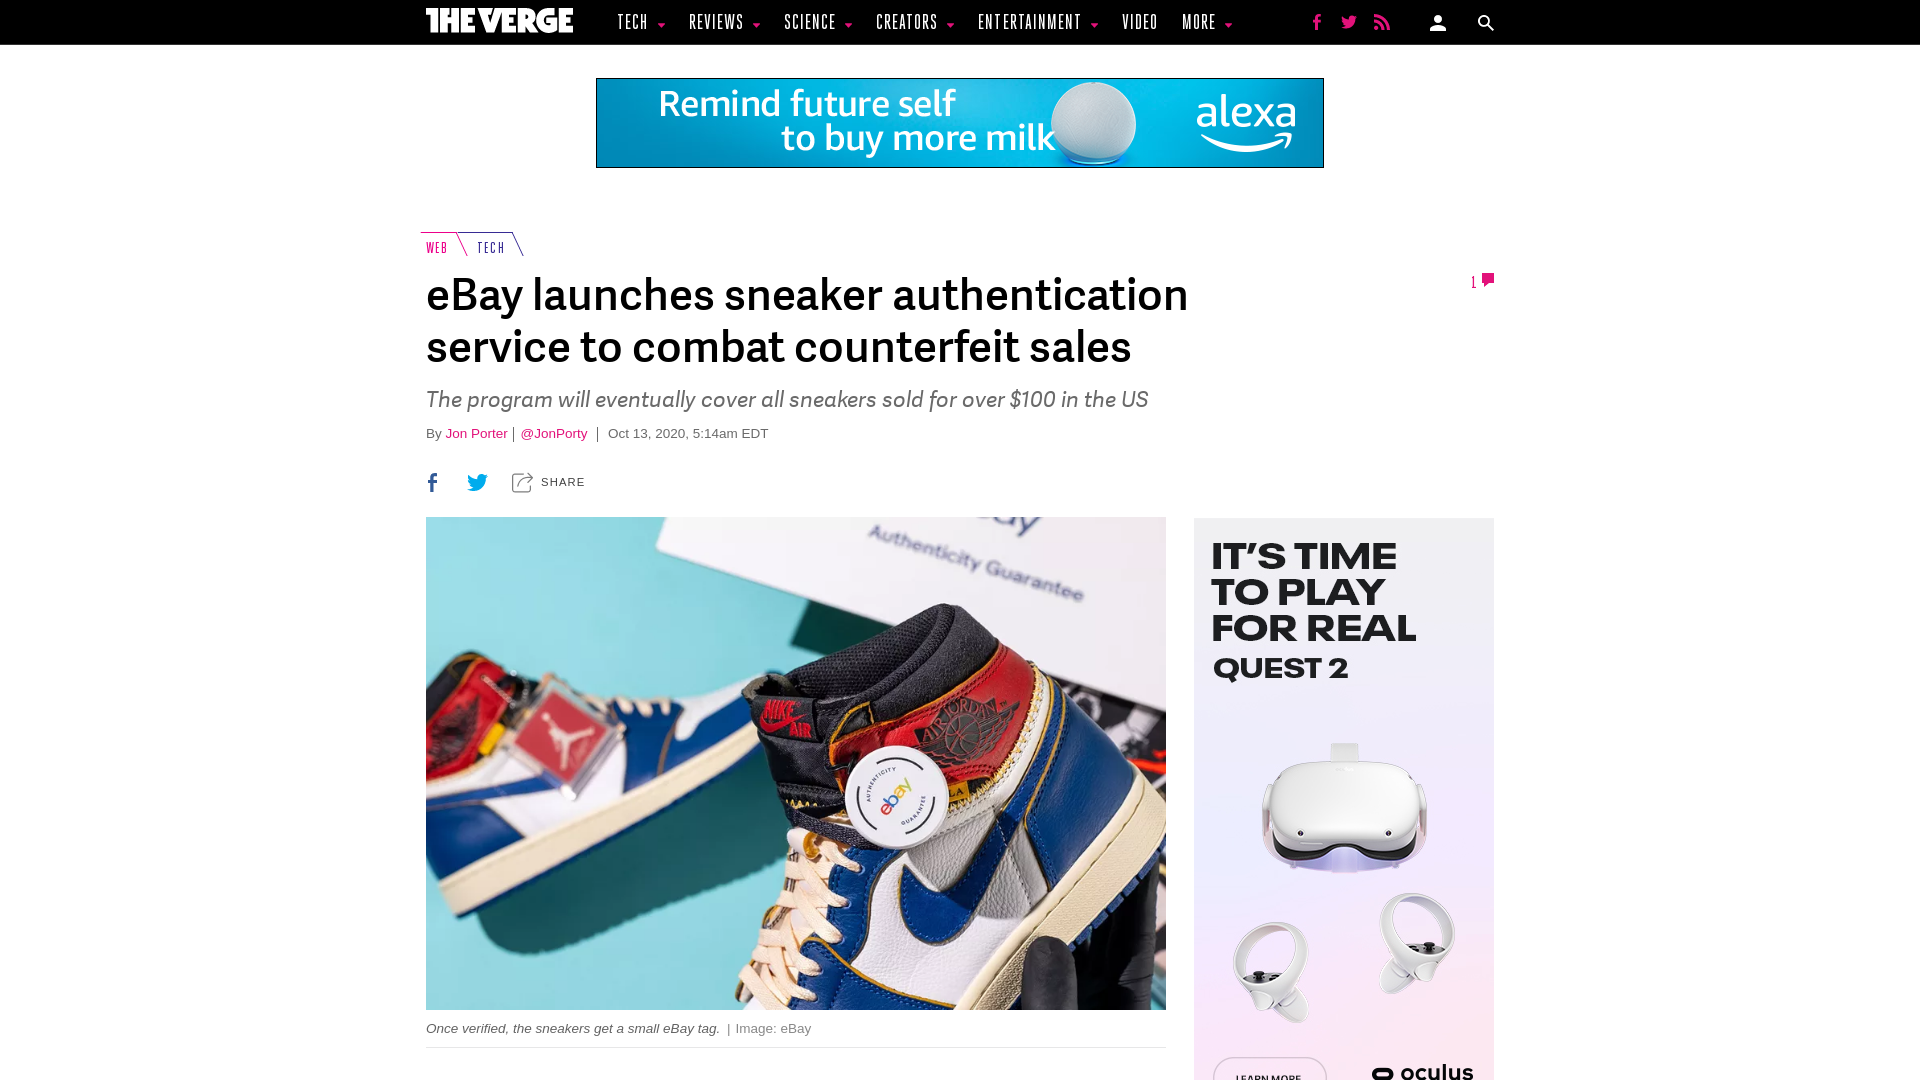 THE VERGE
TECH REVIEWS SCIENCE CREATORS ENTERTAINMENT VIDEO MORE
Remind future self
to buy more milk
alexa
WEB TECH
eBay launches sneaker authentication
service to combat counterfeit sales
1
The program will eventually cover all sneakers sold for over $100 in the US
By Jon Porter | @JonPorty | Oct 13, 2020, 5:14am EDT
SHARE
Authenticity Guarantee
NIKE
AIR
AIR JORDAN
AUTHENTICITY
ebay
GUARANTEE
Once verified, the sneakers get a small eBay tag. | Image: eBay
IT'S TIME
TO PLAY
FOR REAL
QUEST 2
LEARN MORE
oculus